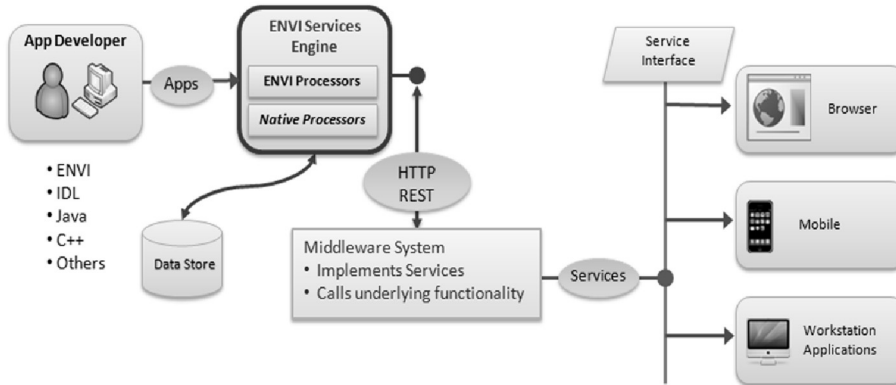 App Developer
Apps
• ENVI
• IDL
• Java
• C++
• Others
ENVI Services
Engine
ENVI Processors
Native Processors
Data Store
HTTP
REST
Middleware System
• Implements Services
• Calls underlying functionality
Services
Service
Interface
Browser
Mobile
Workstation
Applications